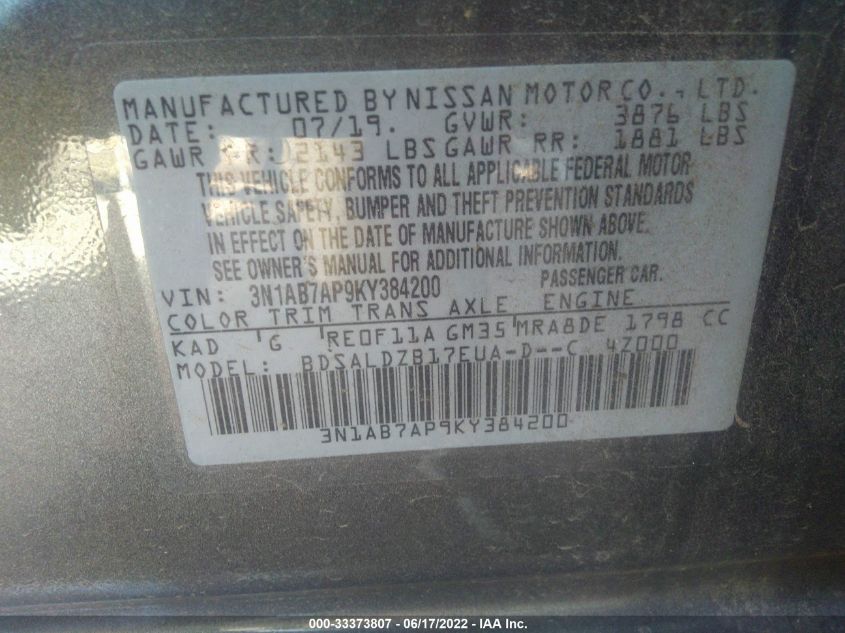 MANUFACTURED BY NISSAN MOTOR CO., LTD.
DATE: 07/19. GVWR: 3876 LBS
GAWR FR: 2143 LBS GAWR RR: 1881 LBS
THIS VEHICLE CONFORMS TO ALL APPLICABLE FEDERAL MOTOR
VEHICLE SAFETY, BUMPER AND THEFT PREVENTION STANDARDS
IN EFFECT ON THE DATE OF MANUFACTURE SHOWN ABOVE.
SEE OWNER'S MANUAL FOR ADDITIONAL INFORMATION.
PASSENGER CAR.
VIN: 3N1AB7AP9KY384200
COLOR TRIM TRANS AXLE ENGINE
KAD G RE0F11A GM35 MRA8DE 1798 CC
MODEL: BDSALDZB17EUA-D--C 4Z000
3N1AB7AP9KY384200
000-33373807 - 06/17/2022 - IAAI.com